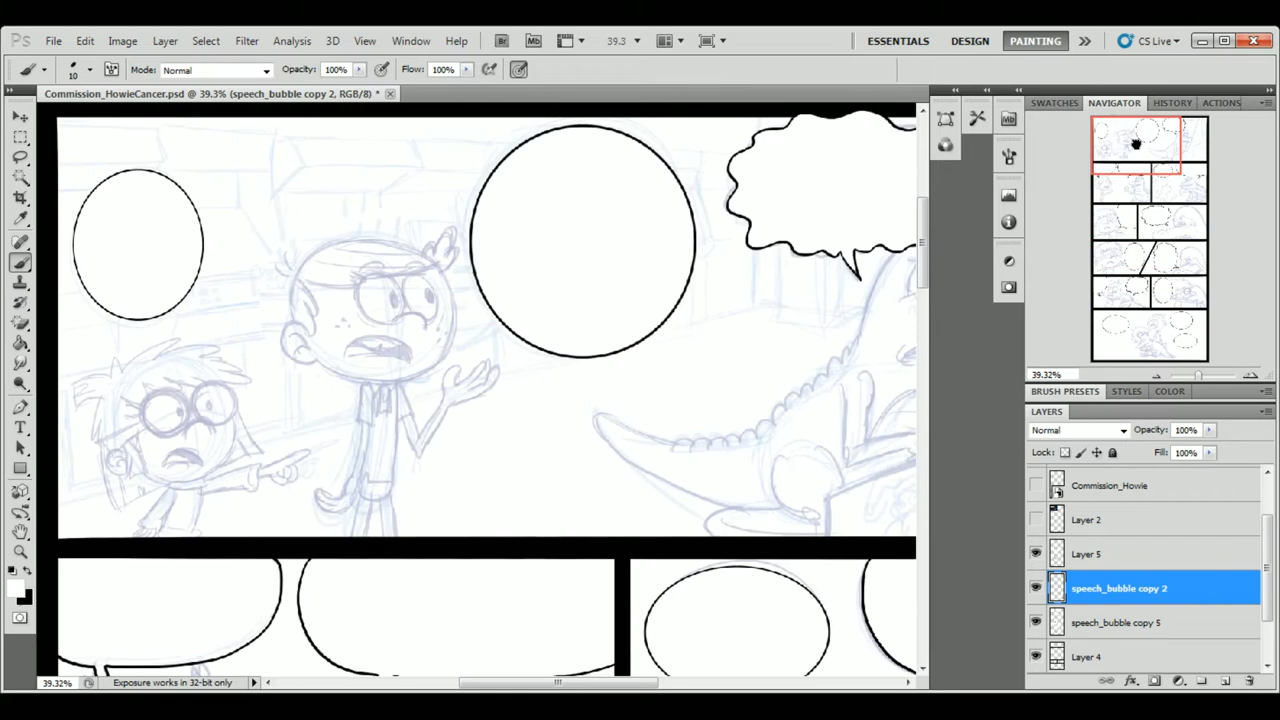 Ps File Edit Image Layer Select Filter Analysis 3D View Window Help Br Mb 39.3 ESSENTIALS DESIGN PAINTING CS Live
10 Mode: Normal Opacity: 100% Flow: 100%
Commission_HowieCancer.psd @ 39.3% (speech_bubble copy 2, RGB/8) *
SWATCHES NAVIGATOR HISTORY ACTIONS
Mb
39.32%
BRUSH PRESETS STYLES COLOR
LAYERS
Normal Opacity: 100%
Lock: Fill: 100%
Commission_Howie
Layer 2
Layer 5
speech_bubble copy 2
speech_bubble copy 5
Layer 4
39.32% Exposure works in 32-bit only